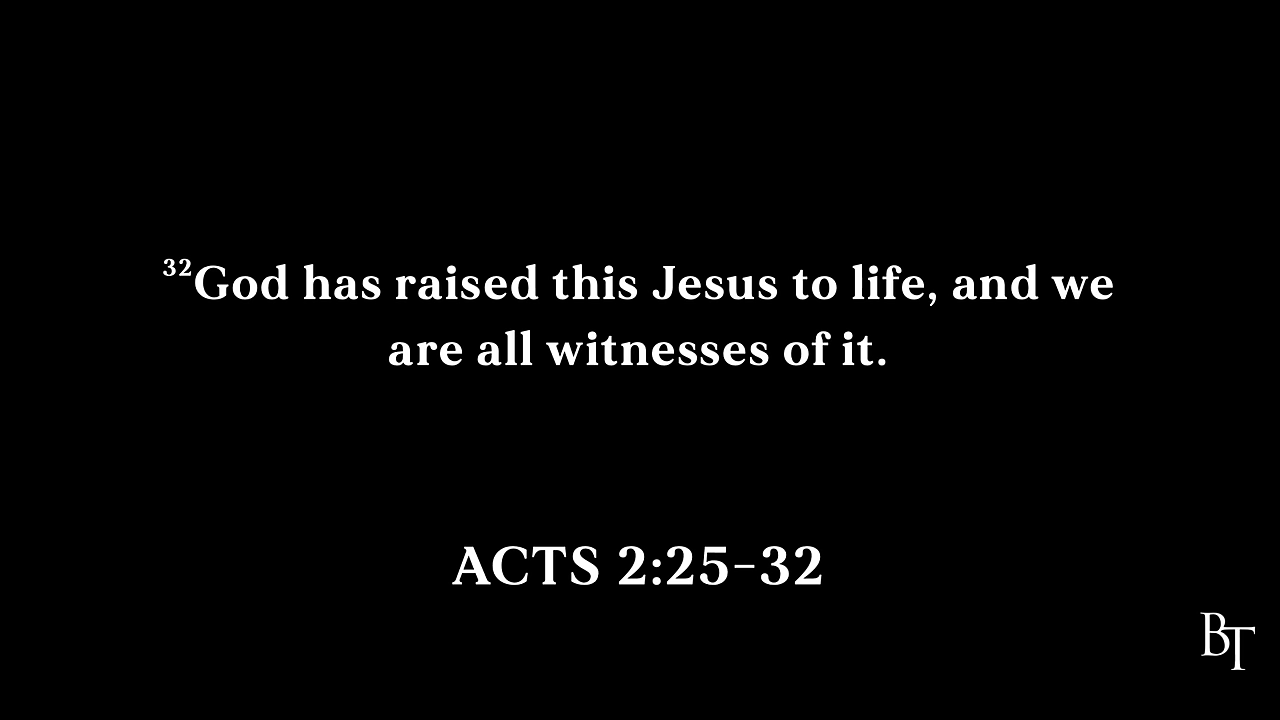 ³²God has raised this Jesus to life, and we
are all witnesses of it.
ACTS 2:25-32
BT